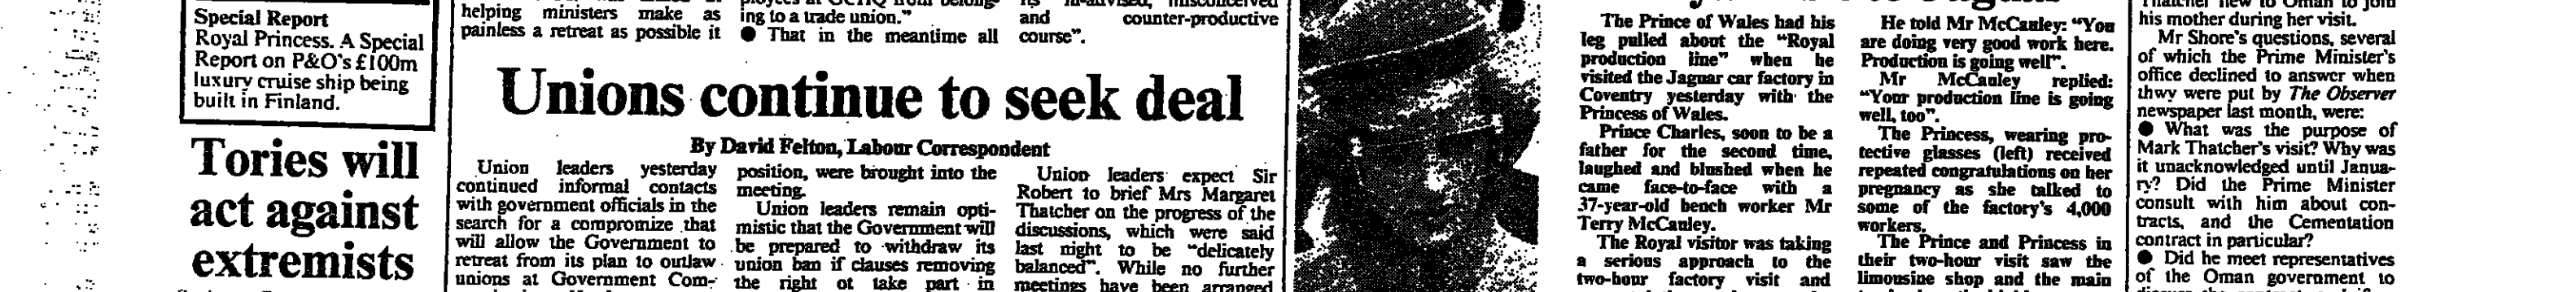 Special Report
Royal Princess. A Special
Report on P&O's £100m
luxury cruise ship being
built in Finland.
Tories will
act against
extremists
helping ministers make as
painless a retreat as possible it
ing to a trade union."
● That in the meantime all
and counter-productive
course".
Unions continue to seek deal
By David Felton, Labour Correspondent
Union leaders yesterday
continued informal contacts
with government officials in the
search for a compromize that
will allow the Government to
retreat from its plan to outlaw
unions at Government Com-
position, were brought into the
meeting.
Union leaders remain opti-
mistic that the Government will
be prepared to withdraw its
union ban if clauses removing
the right ot take part in
Union leaders expect Sir
Robert to brief Mrs Margaret
Thatcher on the progress of the
discussions, which were said
last night to be "delicately
balanced". While no further
meetings have been arranged
The Prince of Wales had his
leg pulled about the "Royal
production line" when he
visited the Jaguar car factory in
Coventry yesterday with the
Princess of Wales.
Prince Charles, soon to be a
father for the second time,
laughed and blushed when he
came face-to-face with a
37-year-old bench worker Mr
Terry McCauley.
The Royal visitor was taking
a serious approach to the
two-hour factory visit and
He told Mr McCauley: "You
are doing very good work here.
Production is going well".
Mr McCauley replied:
"Your production line is going
well, too".
The Princess, wearing pro-
tective glasses (left) received
repeated congratulations on her
pregnancy as she talked to
some of the factory's 4,000
workers.
The Prince and Princess in
their two-hour visit saw the
limousine shop and the main
Thatcher flew to Oman to join
his mother during her visit.
Mr Shore's questions, several
of which the Prime Minister's
office declined to answer when
thwy were put by The Observer
newspaper last month, were:
● What was the purpose of
Mark Thatcher's visit? Why was
it unacknowledged until Janua-
ry? Did the Prime Minister
consult with him about con-
tracts, and the Cementation
contract in particular?
● Did he meet representatives
of the Oman government to